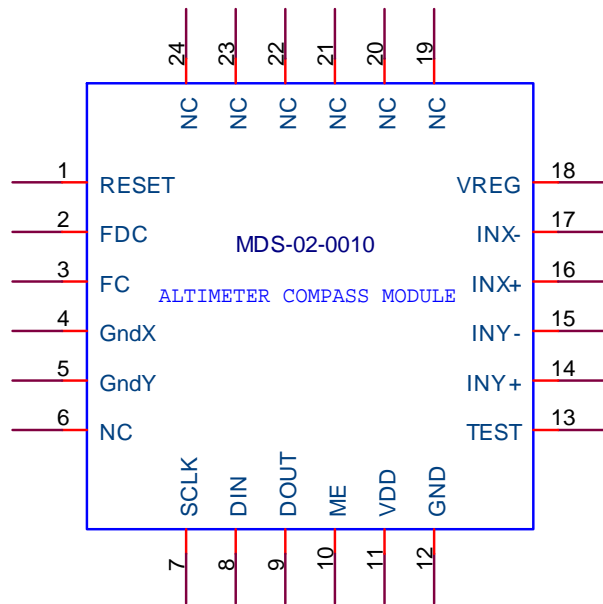 24 23 22 21 20 19
NC NC NC NC NC NC
1 RESET VREG 18
2 FDC INX- 17
MDS-02-0010
3 FC INX+ 16
ALTIMETER COMPASS MODULE
4 GndX INY- 15
5 GndY INY+ 14
6 NC TEST 13
SCLK DIN DOUT ME VDD GND
7 8 9 10 11 12